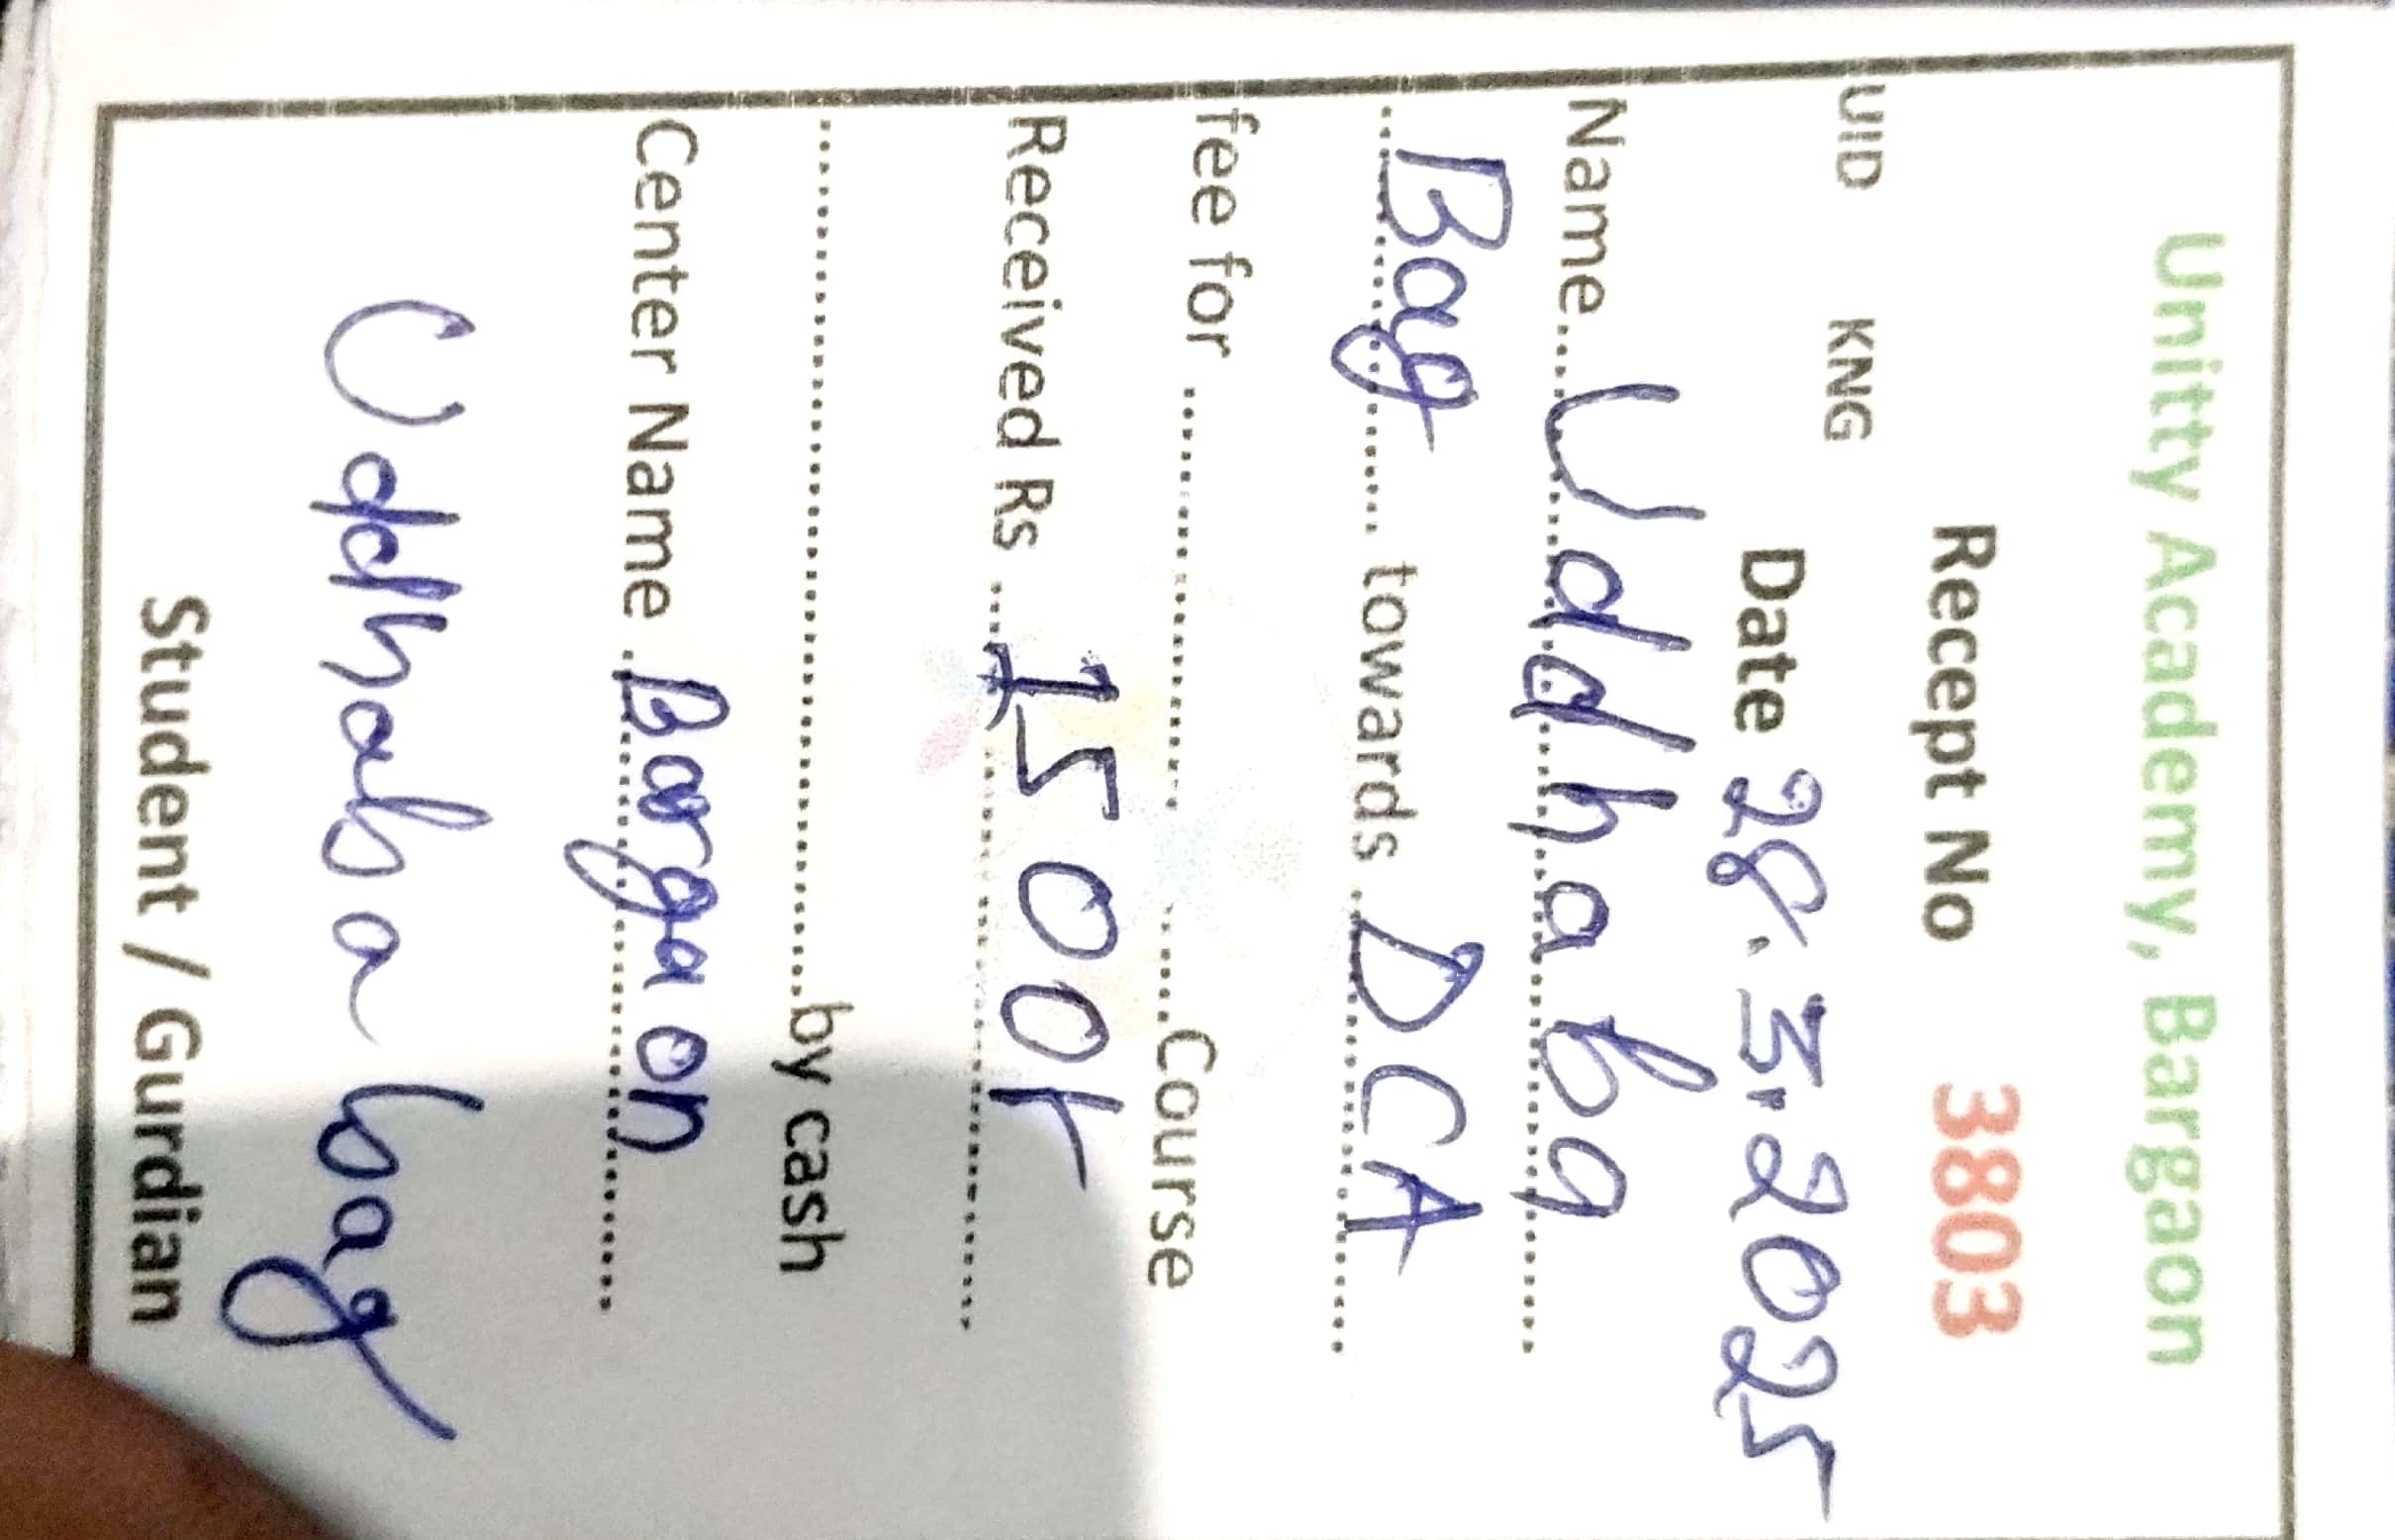 Unitty Academy, Bargaon
Recept No 3803
UID KNG
Date 28.3.2025
Name....Uddhaba
Bag towards DCA
fee for ........................Course
Received Rs 1500/-
........................by cash
Center Name Bargaon
Uddhaba bag
Student / Gurdian